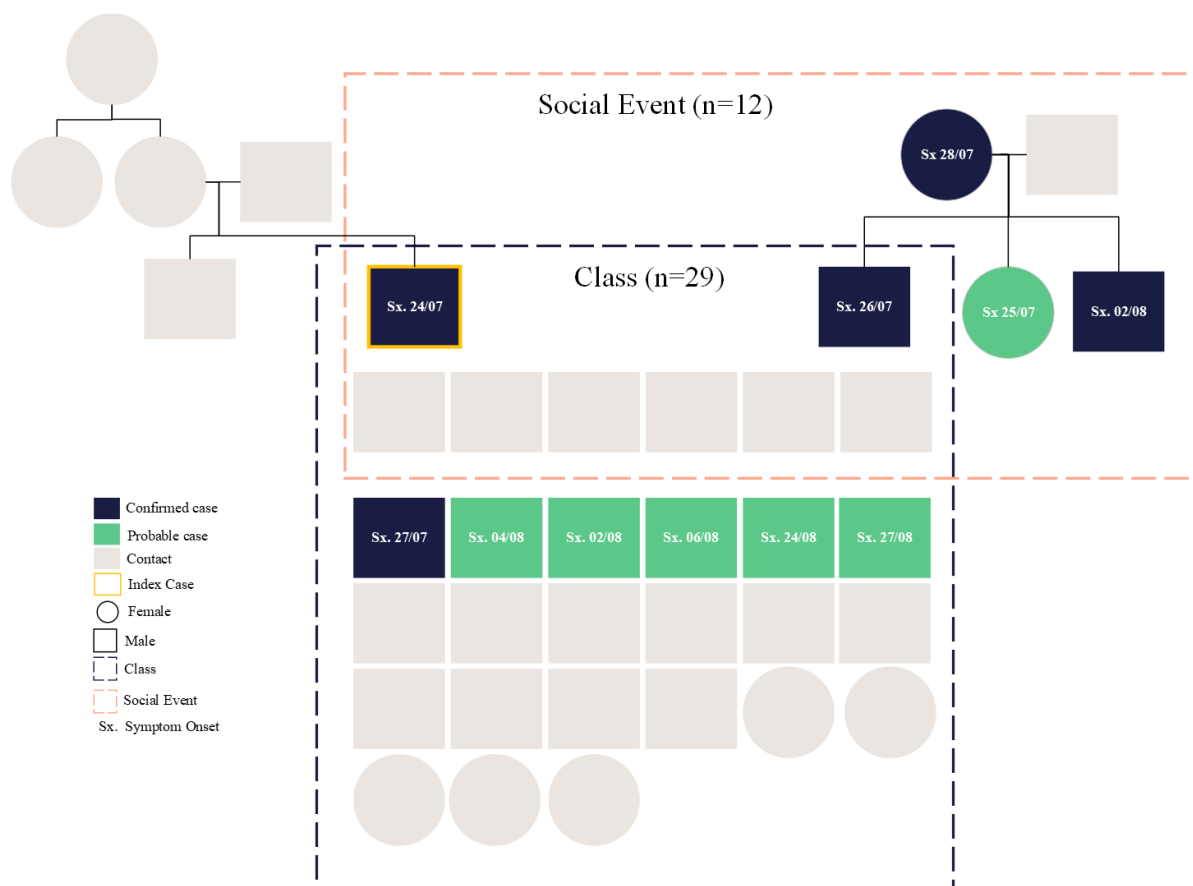 Social Event (n=12)
Sx 28/07
Class (n=29)
Sx. 24/07
Sx. 26/07
Sx 25/07
Sx. 02/08
Sx. 27/07
Sx. 04/08
Sx. 02/08
Sx. 06/08
Sx. 24/08
Sx. 27/08
Confirmed case
Probable case
Contact
Index Case
Female
Male
Class
Social Event
Sx. Symptom Onset